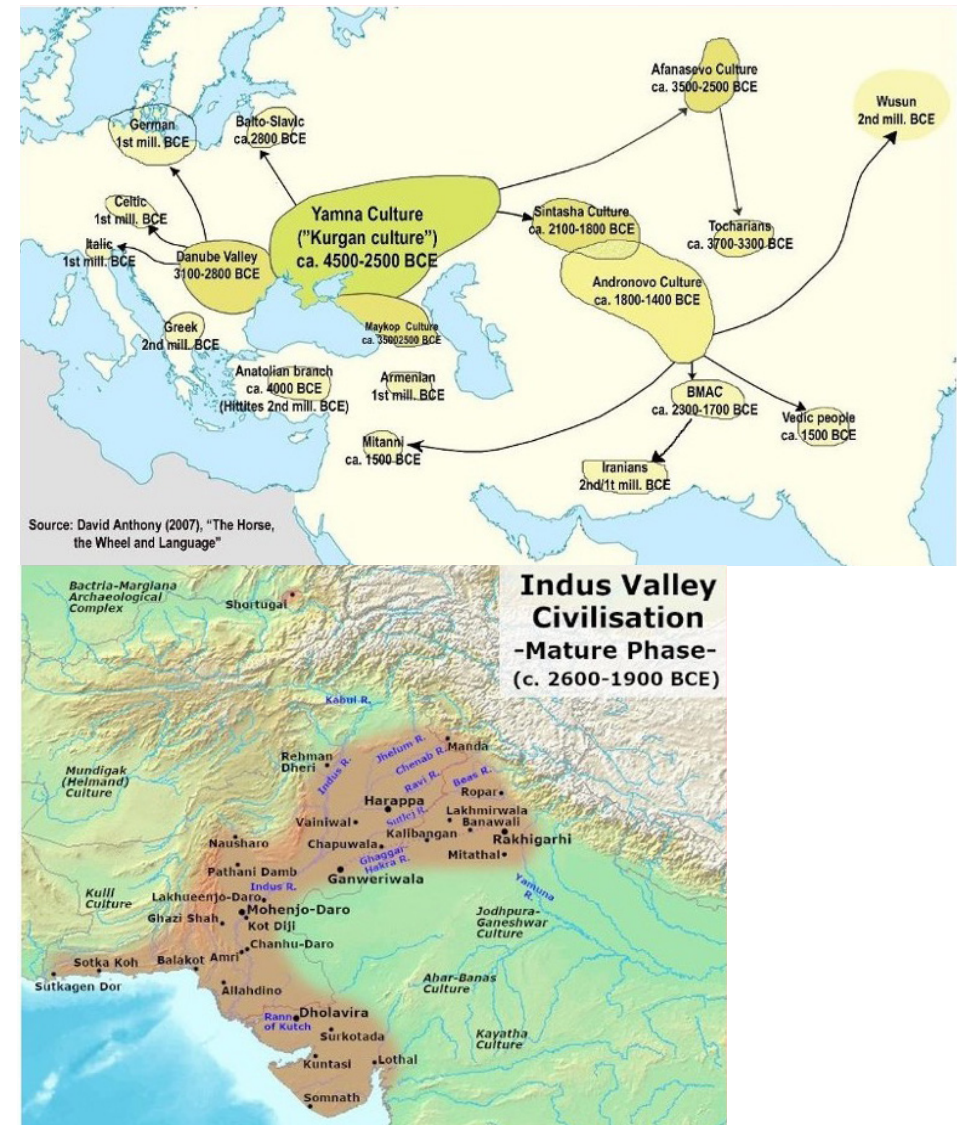 Afanasevo Culture
ca. 3500-2500 BCE
Wusun
2nd mill. BCE
German
1st mill. BCE
Balto-Slavic
ca.2800 BCE
Yamna Culture
("Kurgan culture")
ca. 4500-2500 BCE
Celtic
1st mill. BCE
Sintasha Culture
ca. 2100-1800 BCE
Tocharians
ca. 3700-3300 BCE
Italic
1st mill. BCE
Danube Valley
3100-2800 BCE
Andronovo Culture
ca. 1800-1400 BCE
Greek
2nd mill. BCE
Maykop Culture
ca. 35002500 BCE
Anatolian branch
ca. 4000 BCE
(Hittites 2nd mill. BCE)
Armenian
1st mill. BCE
BMAC
ca. 2300-1700 BCE
Vedic people
ca. 1500 BCE
Mitanni
ca. 1500 BCE
Iranians
2nd/1t mill. BCE
Source: David Anthony (2007), "The Horse,
the Wheel and Language"
Indus Valley
Civilisation
-Mature Phase-
(c. 2600-1900 BCE)
Bactria-Margiana
Archaeological
Complex
Shortugal
Kabul R.
Rehman
Dheri
Indus R.
Jhelum R.
Manda
Chenab R.
Ravi R.
Beas R.
Mundigak
(Helmand)
Culture
Ropar
Harappa
Sutlej R.
Lakhmirwala
Vainiwal
Kalibangan
Banawali
Rakhigarhi
Nausharo
Chapuwala
Mitathal
Ghaggar
Hakra R.
Pathani Damb
Ganweriwala
Yamuna
R.
Kulli
Culture
Indus R.
Lakhueenjo-Daro
Mohenjo-Daro
Ghazi Shah
Kot Diji
Jodhpura-
Ganeshwar
Culture
Chanhu-Daro
Sotka Koh
Balakot
Amri
Sutkagen Dor
Allahdino
Ahar-Banas
Culture
Rann
of Kutch
Dholavira
Surkotada
Kayatha
Culture
Kuntasi
Lothal
Somnath